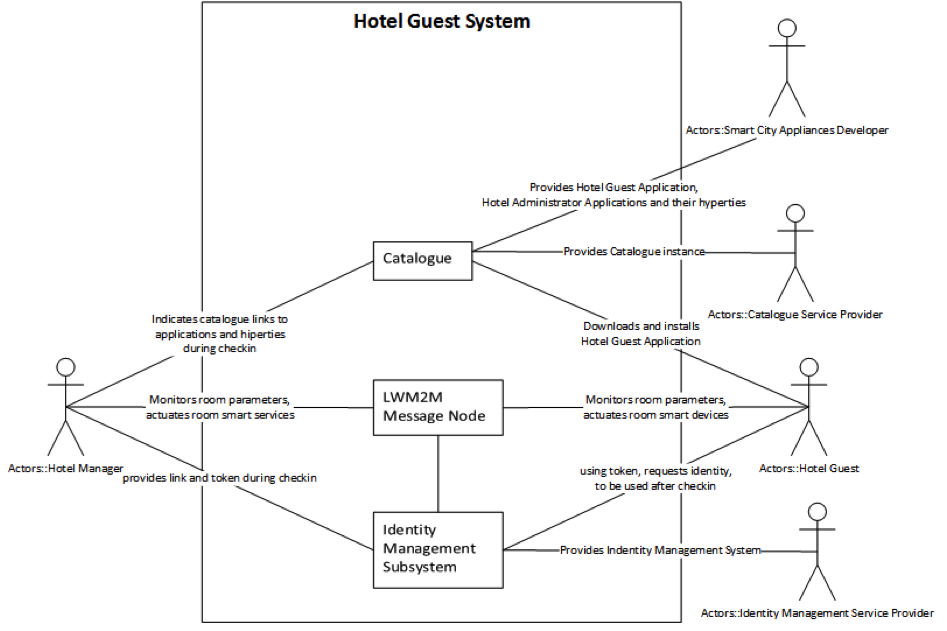 Hotel Guest System
Actors::Smart City Appliances Developer
Provides Hotel Guest Application,
Hotel Administrator Applications and their hyperties
Catalogue
Provides Catalogue instance
Actors::Catalogue Service Provider
Indicates catalogue links to
applications and hiperties
during checkin
Downloads and installs
Hotel Guest Application
Monitors room parameters,
actuates room smart services
LWM2M
Message Node
Monitors room parameters,
actuates room smart devices
Actors::Hotel Manager
provides link and token during checkin
using token, requests identity,
to be used after checkin
Actors::Hotel Guest
Identity
Management
Subsystem
Provides Indentity Management System
Actors::Identity Management Service Provider